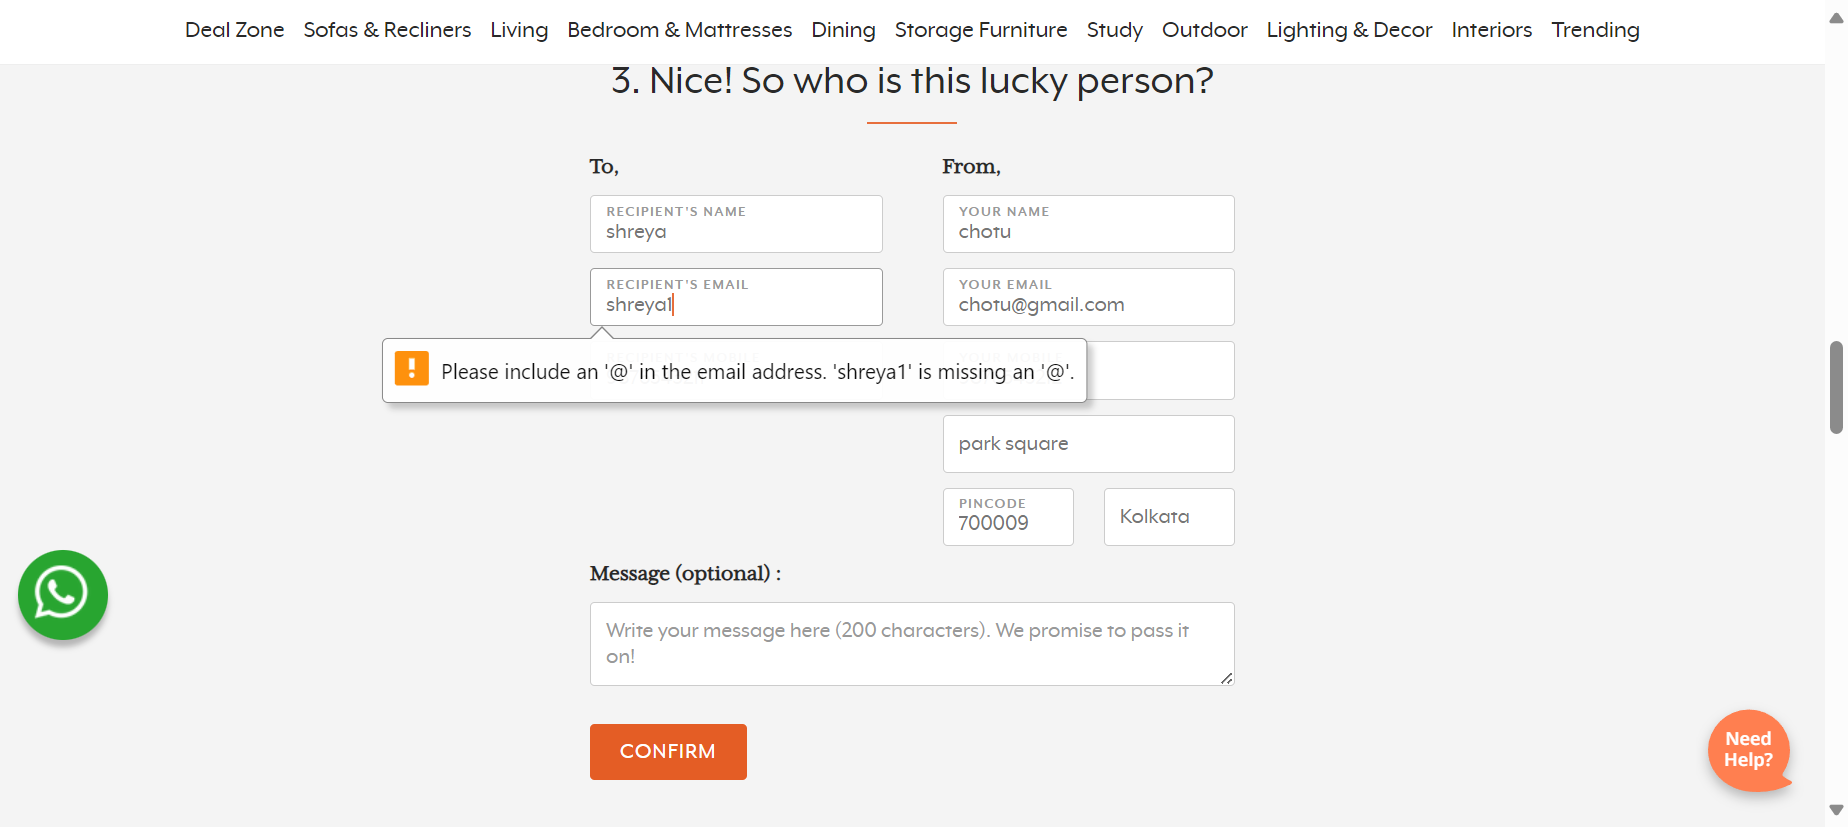 Deal Zone Sofas & Recliners Living Bedroom & Mattresses Dining Storage Furniture Study Outdoor Lighting & Decor Interiors Trending
3. Nice! So who is this lucky person?
To,
RECIPIENT'S NAME
shreya
RECIPIENT'S EMAIL
shreya1
Please include an '@' in the email address. 'shreya1' is missing an '@'.
From,
YOUR NAME
chotu
YOUR EMAIL
chotu@gmail.com
park square
PINCODE
700009
Kolkata
Message (optional) :
Write your message here (200 characters). We promise to pass it
on!
CONFIRM
Need
Help?